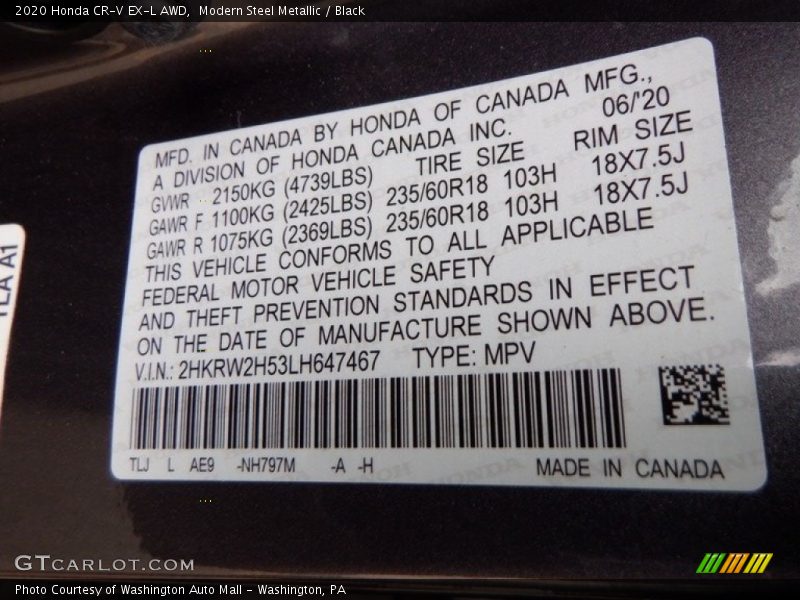 2020 Honda CR-V EX-L AWD,  Modern Steel Metallic / Black
MFD. IN CANADA BY HONDA OF CANADA MFG.,
A DIVISION OF HONDA CANADA INC. 06/'20
GVWR 2150KG (4739LBS) TIRE SIZE RIM SIZE
GAWR F 1100KG (2425LBS) 235/60R18 103H 18X7.5J
GAWR R 1075KG (2369LBS) 235/60R18 103H 18X7.5J
THIS VEHICLE CONFORMS TO ALL APPLICABLE
FEDERAL MOTOR VEHICLE SAFETY
AND THEFT PREVENTION STANDARDS IN EFFECT
ON THE DATE OF MANUFACTURE SHOWN ABOVE.
V.I.N.: 2HKRW2H53LH647467 TYPE: MPV
TLJ L AE9 -NH797M -A -H MADE IN CANADA
TLA A1
GTCARLOT.COM
Photo Courtesy of Washington Auto Mall - Washington, PA